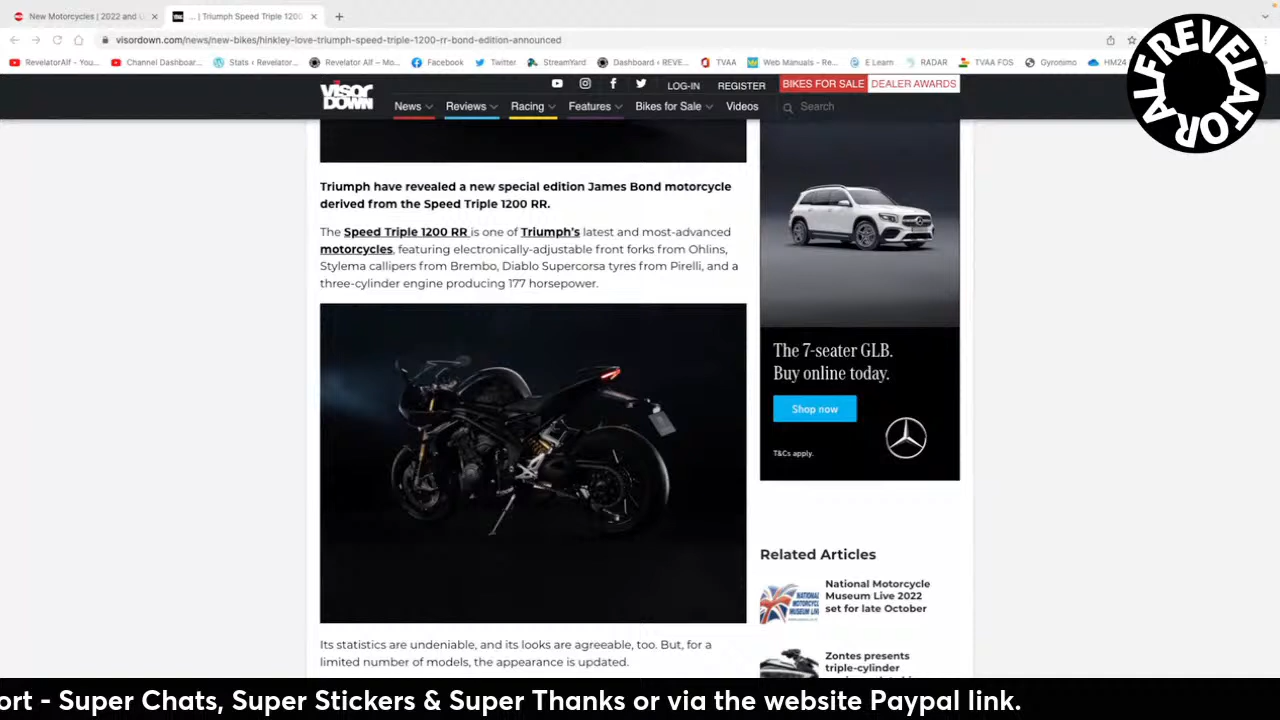 New Motorcycles | 2022 and U
... | Triumph Speed Triple 1200
visordown.com/news/new-bikes/hinkley-love-triumph-speed-triple-1200-rr-bond-edition-announced
RevelatorAlf - You...
Channel Dashboar...
Stats ‹ Revelator...
Revelator Alf – Mo...
Facebook
Twitter
StreamYard
Dashboard ‹ REVE...
TVAA
Web Manuals - Re...
E Learn
RADAR
TVAA FOS
Gyronimo
HM24
ALFREVELATOR
VISOR DOWN
LOG-IN
REGISTER
BIKES FOR SALE
DEALER AWARDS
News
Reviews
Racing
Features
Bikes for Sale
Videos
Search
Triumph have revealed a new special edition James Bond motorcycle
derived from the Speed Triple 1200 RR.
The Speed Triple 1200 RR is one of Triumph's latest and most-advanced
motorcycles, featuring electronically-adjustable front forks from Ohlins,
Stylema callipers from Brembo, Diablo Supercorsa tyres from Pirelli, and a
three-cylinder engine producing 177 horsepower.
Its statistics are undeniable, and its looks are agreeable, too. But, for a
limited number of models, the appearance is updated.
The 7-seater GLB.
Buy online today.
Shop now
T&Cs apply.
Related Articles
NATIONAL
MOTORCYCLE
MUSEUM LIVE
National Motorcycle
Museum Live 2022
set for late October
Zontes presents
triple-cylinder
ort - Super Chats, Super Stickers & Super Thanks or via the website Paypal link.